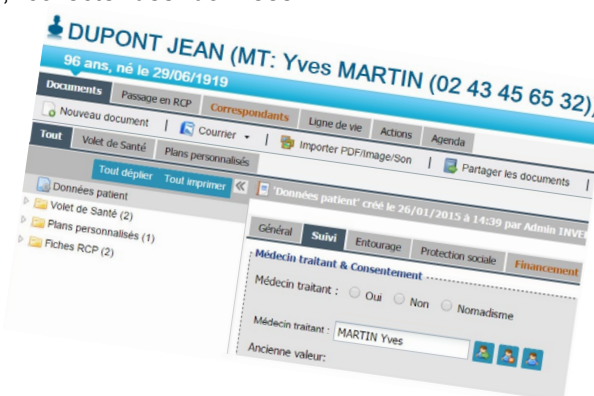 DUPONT JEAN (MT: Yves MARTIN (02 43 45 65 32))
96 ans, né le 29/06/1919
Documents Passage en RCP Correspondants Ligne de vie Actions Agenda
Nouveau document | Courrier | Importer PDF/Image/Son | Partager les documents |
Tout Volet de Santé Plans personnalisés
Tout déplier Tout imprimer «
'Données patient' créé le 26/01/2015 à 14:39 par Admin
Données patient
Volet de Santé (2)
Plans personnalisés (1)
Fiches RCP (2)
Général Suivi Entourage Protection sociale Financement
Médecin traitant & Consentement
Médecin traitant : Oui Non Nomadisme
Médecin traitant : MARTIN Yves
Ancienne valeur: